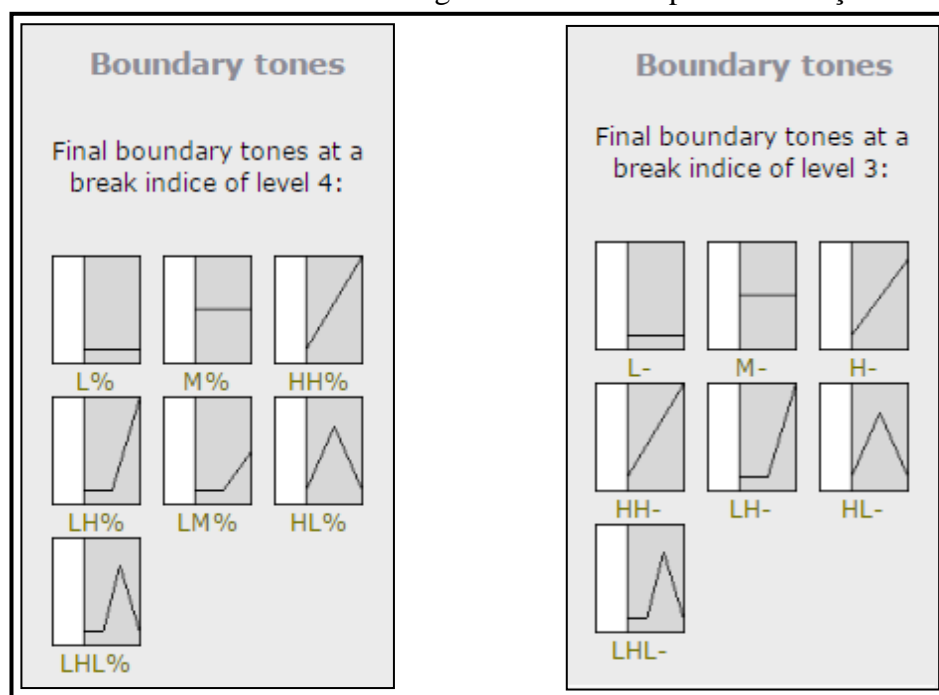 Boundary tones
Final boundary tones at a
break indice of level 4:
L% M% HH%
LH% LM% HL%
LHL%
Boundary tones
Final boundary tones at a
break indice of level 3:
L- M- H-
HH- LH- HL-
LHL-